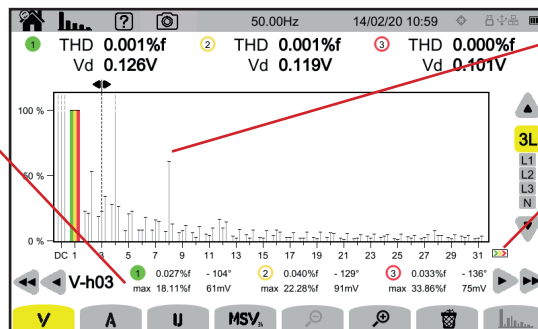 ? 50.00Hz 14/02/20 10:59
1 THD 0.001%f 2 THD 0.001%f 3 THD 0.000%f
Vd 0.126V Vd 0.119V Vd 0.101V
100 %
50 %
0 %
3L
L1
L2
L3
N
DC 1 3 5 7 9 11 13 15 17 19 21 23 25 27 29 31
V-h03 1 0.027%f - 104° 2 0.040%f - 129° 3 0.033%f - 136°
max 18.11%f 61mV max 22.28%f 91mV max 33.86%f 75mV
V A U MSV3h